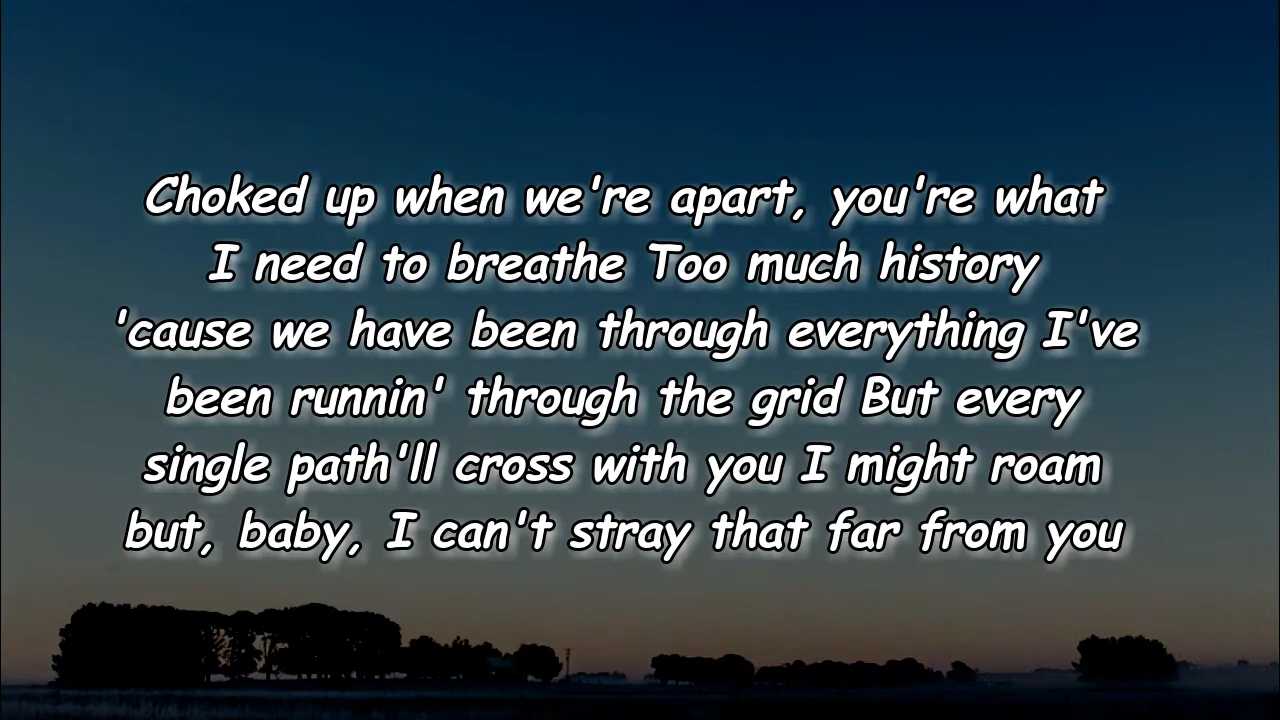 Choked up when we're apart, you're what
I need to breathe Too much history
'cause we have been through everything I've
been runnin' through the grid But every
single path'll cross with you I might roam
but, baby, I can't stray that far from you